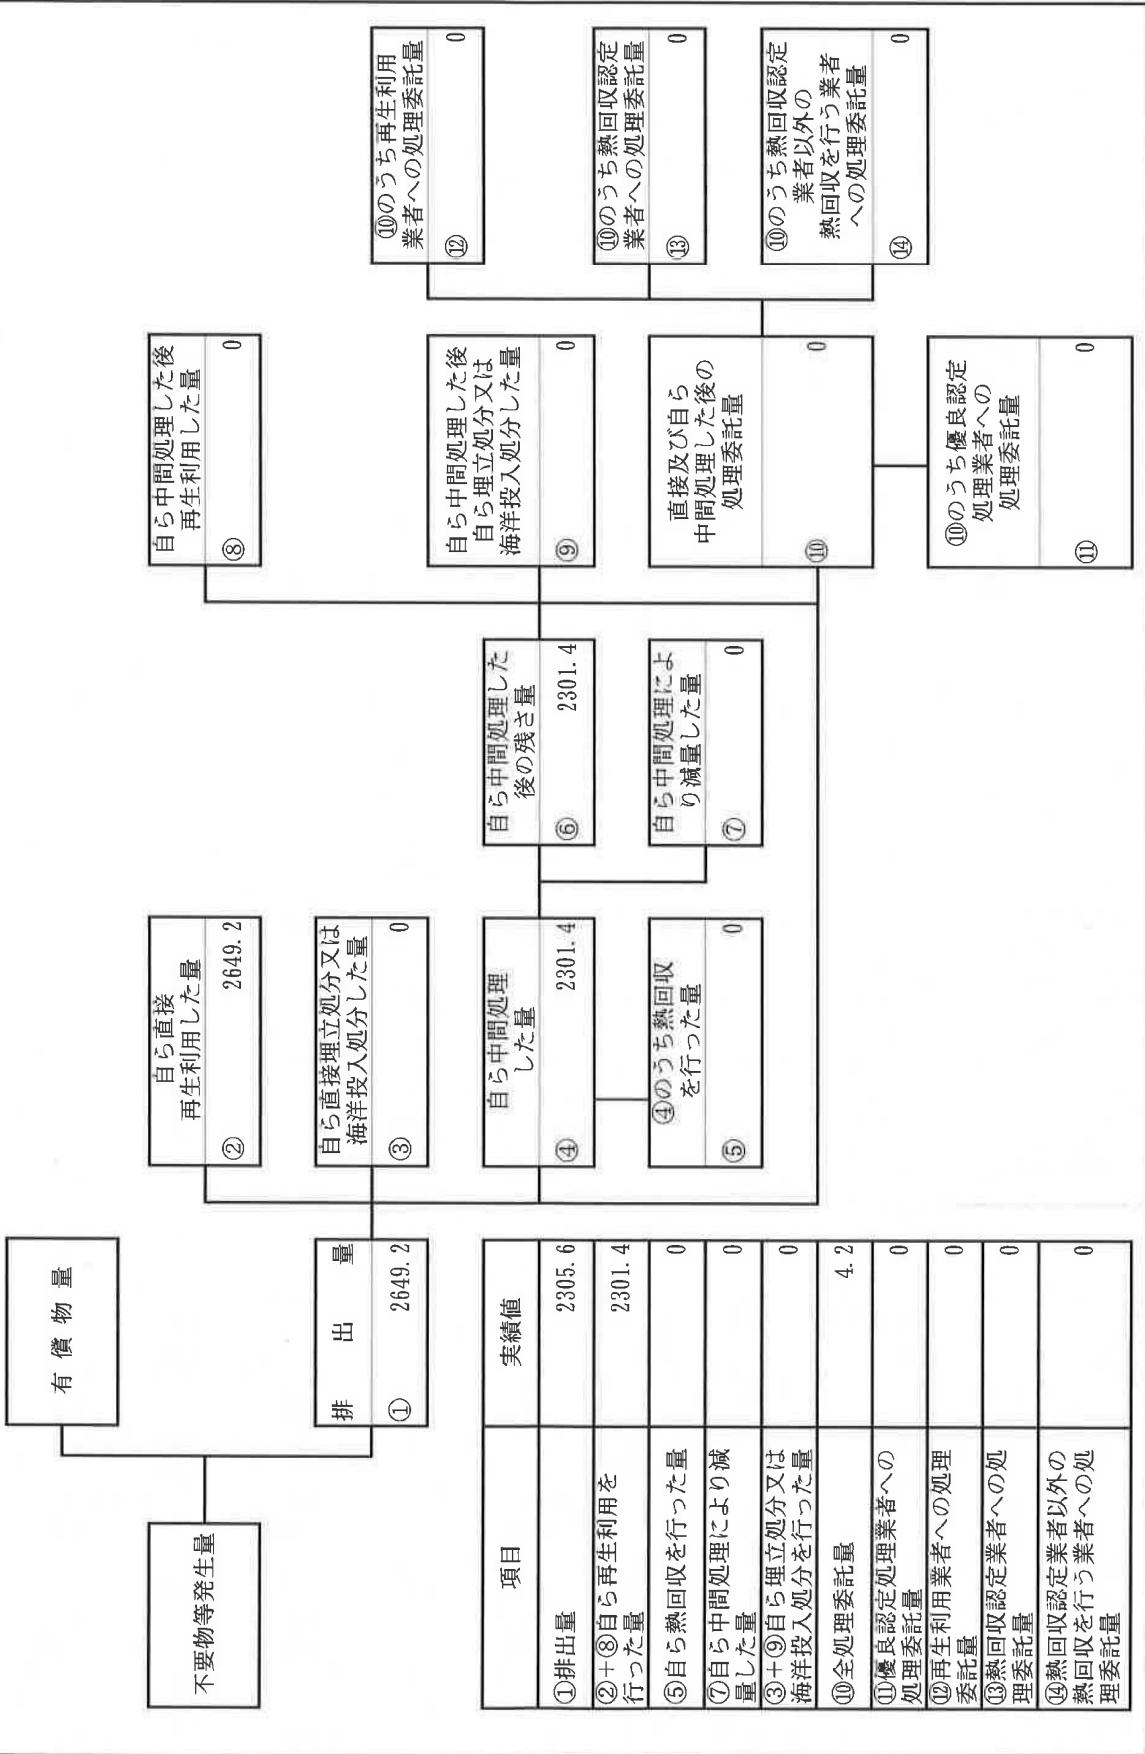 不要物等発生量
有償物量
排出量
① 2649.2
自ら直接
再生利用した量
② 2649.2
自ら直接埋立処分又は
海洋投入処分した量
③ 0
自ら中間処理
した量
④ 2301.4
④のうち熱回収
を行った量
⑤ 0
自ら中間処理した
後の残さ量
⑥ 2301.4
自ら中間処理によ
り減量した量
⑦ 0
自ら中間処理した後
再生利用した量
⑧ 0
自ら中間処理した後
自ら埋立処分又は
海洋投入処分した量
⑨ 0
直接及び自ら
中間処理した後の
処理委託量
⑩ 0
⑩のうち優良認定
処理業者への
処理委託量
⑪ 0
⑩のうち再生利用
業者への処理委託量
⑫ 0
⑩のうち熱回収認定
業者への処理委託量
⑬ 0
⑩のうち熱回収認定
業者以外の
熱回収を行う業者
への処理委託量
⑭ 0
項目 実績値
①排出量 2305.6
②+⑧自ら再生利用を
行った量 2301.4
⑤自ら熱回収を行った量 0
⑦自ら中間処理により減
量した量 0
③+⑨自ら埋立処分又は
海洋投入処分を行った量 0
⑩全処理委託量 4.2
⑪優良認定処理業者への
処理委託量 0
⑫再生利用業者への処理
委託量 0
⑬熱回収認定業者への処
理委託量 0
⑭熱回収認定業者以外の
熱回収を行う業者への処
理委託量 0